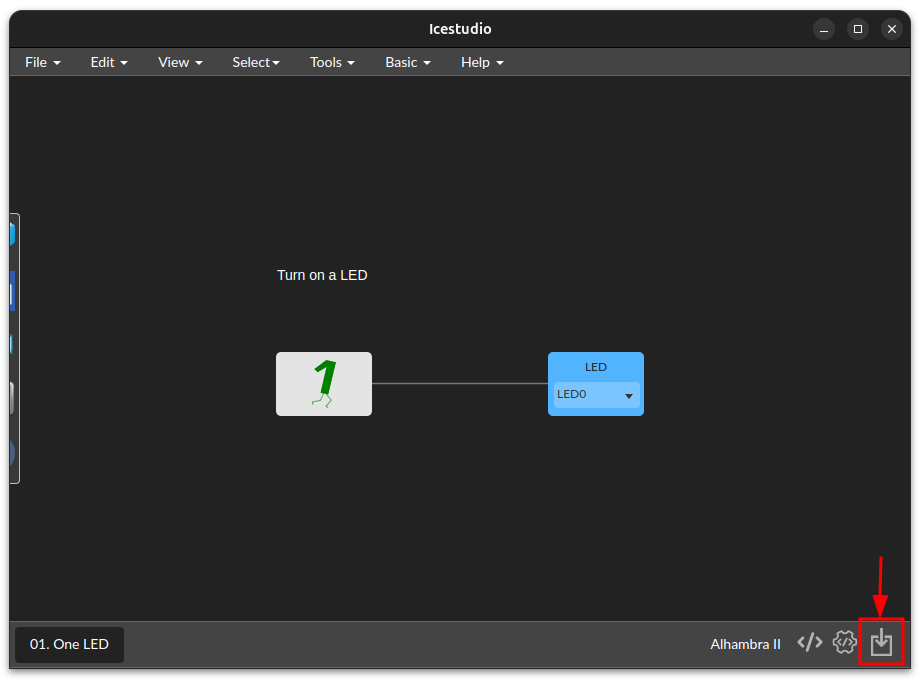 Icestudio
File Edit View Select Tools Basic Help
Turn on a LED
1
LED
LED0
01. One LED
Alhambra II </> </>